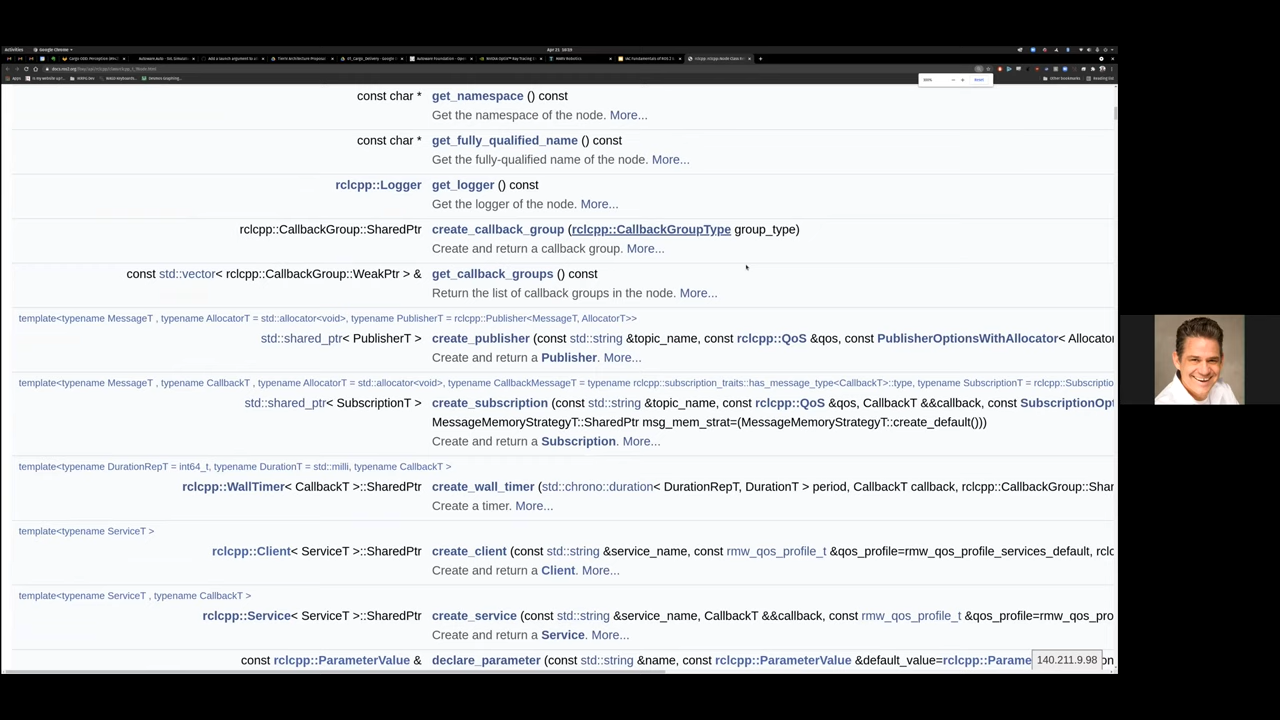 Activities
Google Chrome
Apr 21
const char * get_namespace () const
Get the namespace of the node. More...
const char * get_fully_qualified_name () const
Get the fully-qualified name of the node. More...
rclcpp::Logger get_logger () const
Get the logger of the node. More...
rclcpp::CallbackGroup::SharedPtr create_callback_group (rclcpp::CallbackGroupType group_type)
Create and return a callback group. More...
const std::vector< rclcpp::CallbackGroup::WeakPtr > & get_callback_groups () const
Return the list of callback groups in the node. More...
template<typename MessageT , typename AllocatorT = std::allocator<void>, typename PublisherT = rclcpp::Publisher<MessageT, AllocatorT>>
std::shared_ptr< PublisherT > create_publisher (const std::string &topic_name, const rclcpp::QoS &qos, const PublisherOptionsWithAllocator< Allocator
Create and return a Publisher. More...
template<typename MessageT , typename CallbackT , typename AllocatorT = std::allocator<void>, typename CallbackMessageT = typename rclcpp::subscription_traits::has_message_type<CallbackT>::type, typename SubscriptionT = rclcpp::Subscriptio
std::shared_ptr< SubscriptionT > create_subscription (const std::string &topic_name, const rclcpp::QoS &qos, CallbackT &&callback, const SubscriptionOpt
MessageMemoryStrategyT::SharedPtr msg_mem_strat=(MessageMemoryStrategyT::create_default()))
Create and return a Subscription. More...
template<typename DurationRepT = int64_t, typename DurationT = std::milli, typename CallbackT >
rclcpp::WallTimer< CallbackT >::SharedPtr create_wall_timer (std::chrono::duration< DurationRepT, DurationT > period, CallbackT callback, rclcpp::CallbackGroup::Shar
Create a timer. More...
template<typename ServiceT >
rclcpp::Client< ServiceT >::SharedPtr create_client (const std::string &service_name, const rmw_qos_profile_t &qos_profile=rmw_qos_profile_services_default, rclc
Create and return a Client. More...
template<typename ServiceT , typename CallbackT >
rclcpp::Service< ServiceT >::SharedPtr create_service (const std::string &service_name, CallbackT &&callback, const rmw_qos_profile_t &qos_profile=rmw_qos_pro
Create and return a Service. More...
const rclcpp::ParameterValue & declare_parameter (const std::string &name, const rclcpp::ParameterValue &default_value=rclcpp::Parame
140.211.9.98